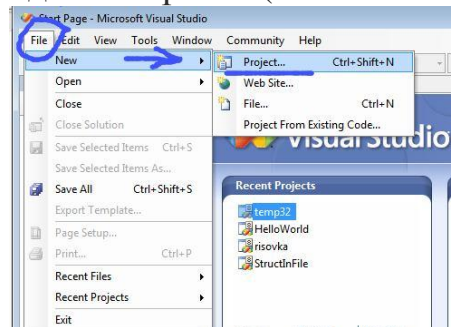 Start Page - Microsoft Visual Studio
File Edit View Tools Window Community Help
New
Project... Ctrl+Shift+N
Open
Web Site...
Close
File... Ctrl+N
Close Solution
Project From Existing Code...
Save Selected Items Ctrl+S
Visual Studio
Save Selected Items As...
Save All Ctrl+Shift+S
Recent Projects
Export Template...
temp32
Page Setup...
HelloWorld
Print... Ctrl+P
risovka
StructInFile
Recent Files
Recent Projects
Exit